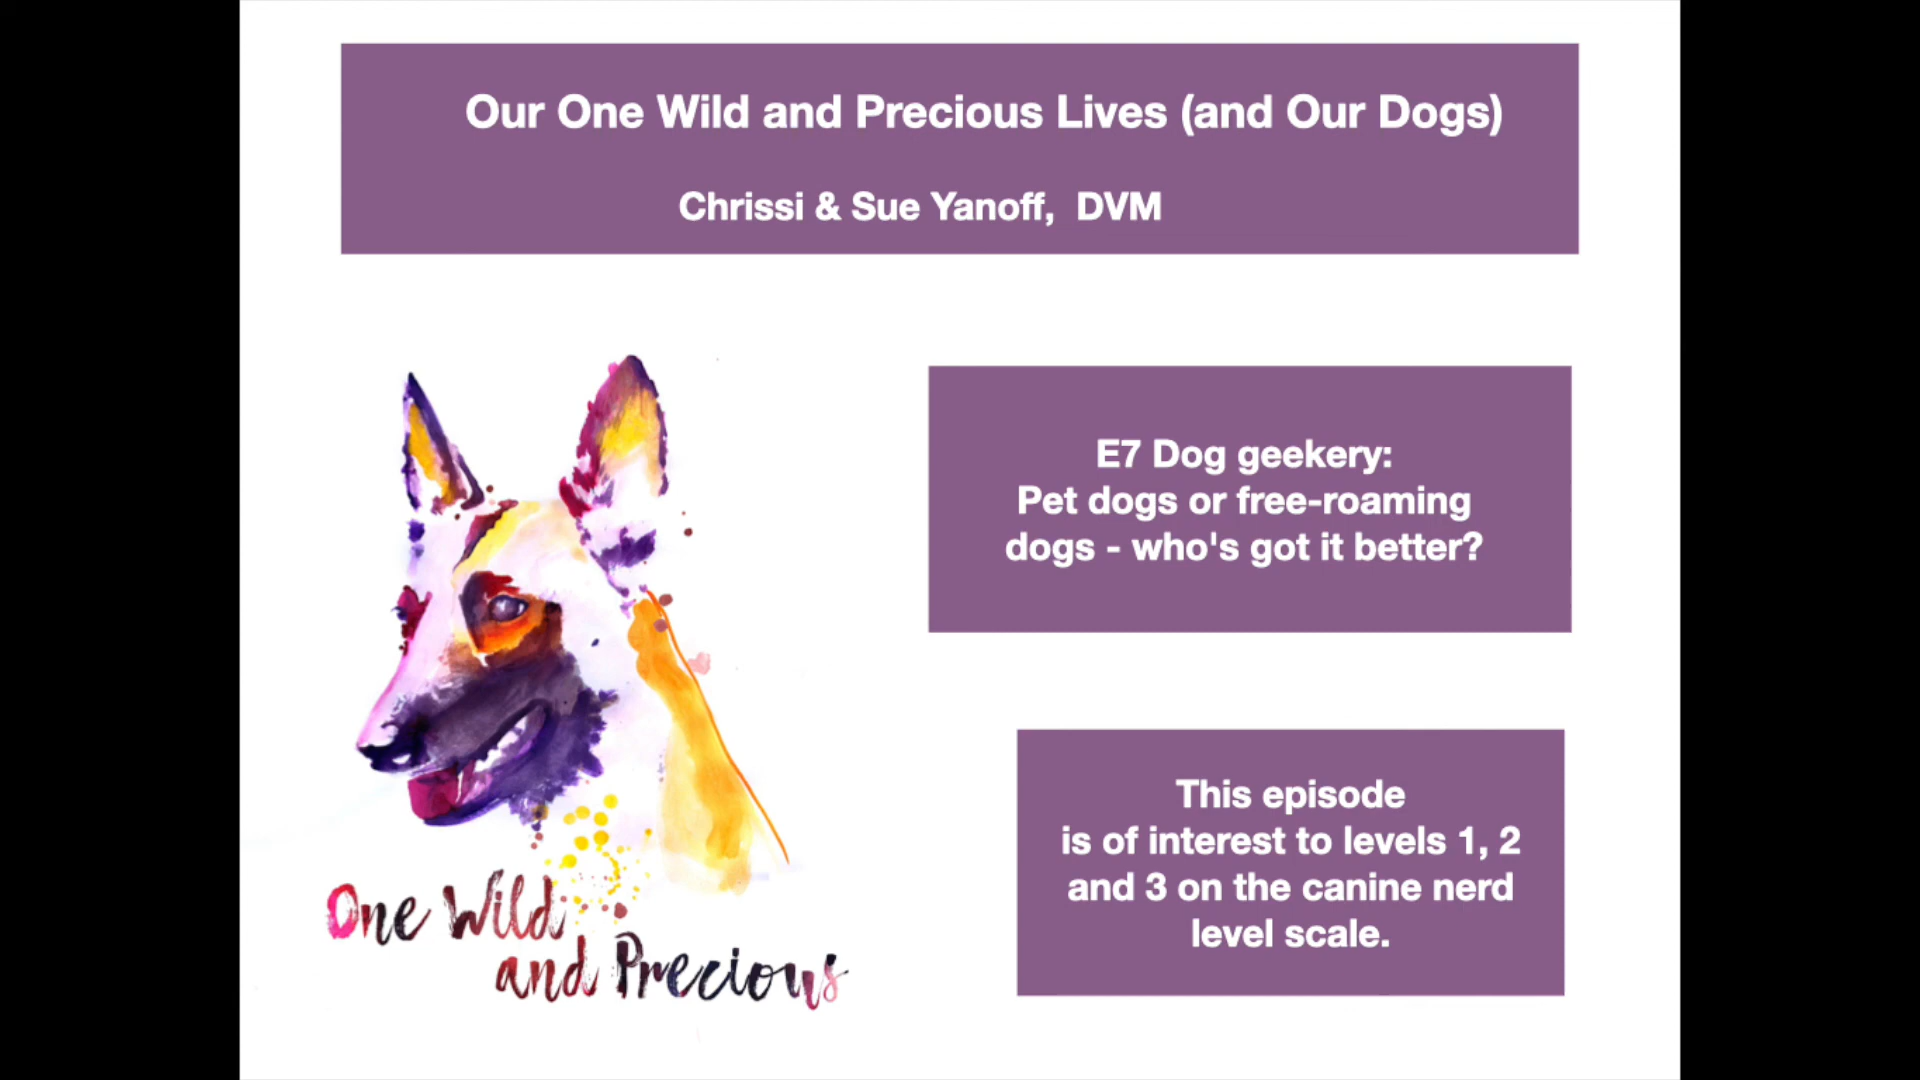 Our One Wild and Precious Lives (and Our Dogs)
Chrissi & Sue Yanoff, DVM
E7 Dog geekery:
Pet dogs or free-roaming
dogs - who's got it better?
This episode
is of interest to levels 1, 2
and 3 on the canine nerd
level scale.
One Wild
and Precious